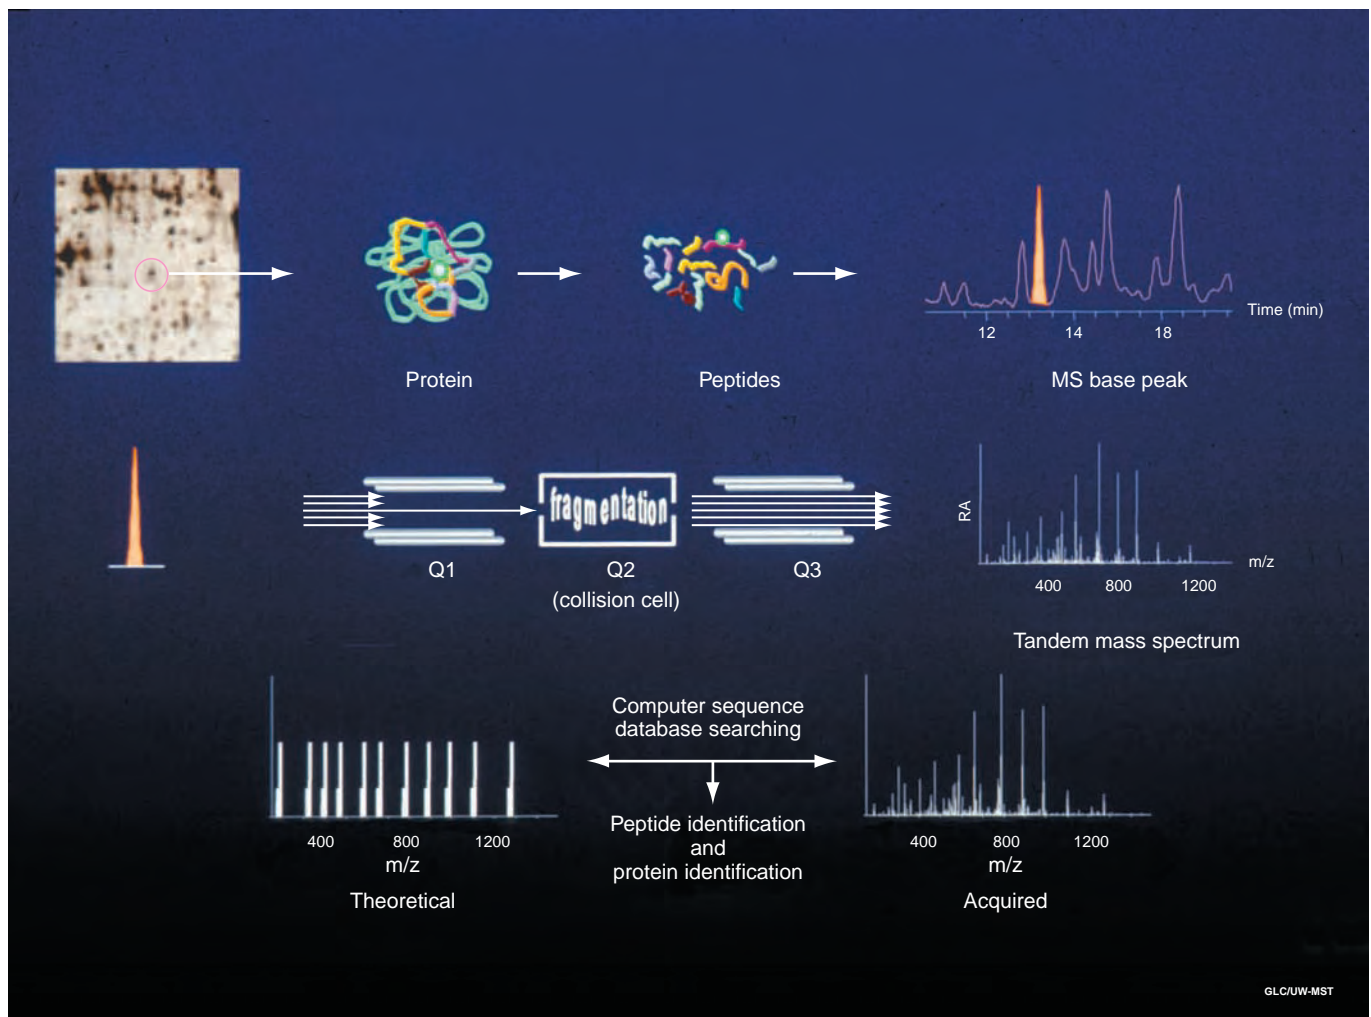 Time (min)
12 14 18
Protein
Peptides
MS base peak
fragmentation
RA
m/z
400 800 1200
Q1
Q2
(collision cell)
Q3
Tandem mass spectrum
Computer sequence
database searching
Peptide identification
and
protein identification
400 800 1200
m/z
Theoretical
400 800 1200
m/z
Acquired
GLC/UW-MST